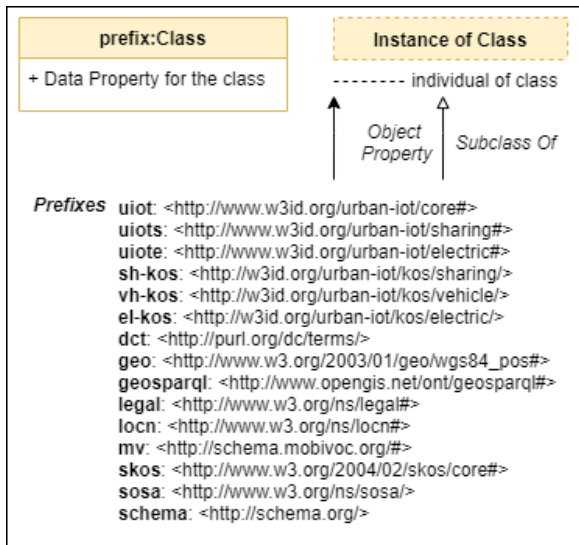 prefix:Class
+ Data Property for the class
Instance of Class
-------- individual of class
Object
Property
Subclass Of
Prefixes
uiot: <http://www.w3id.org/urban-iot/core#>
uiots: <http://www.w3id.org/urban-iot/sharing#>
uiote: <http://www.w3id.org/urban-iot/electric#>
sh-kos: <http://w3id.org/urban-iot/kos/sharing/>
vh-kos: <http://w3id.org/urban-iot/kos/vehicle/>
el-kos: <http://w3id.org/urban-iot/kos/electric/>
dct: <http://purl.org/dc/terms/>
geo: <http://www.w3.org/2003/01/geo/wgs84_pos#>
geosparql: <http://www.opengis.net/ont/geosparql#>
legal: <http://www.w3.org/ns/legal#>
locn: <http://www.w3.org/ns/locn#>
mv: <http://schema.mobivoc.org/#>
skos: <http://www.w3.org/2004/02/skos/core#>
sosa: <http://www.w3.org/ns/sosa/>
schema: <http://schema.org/>